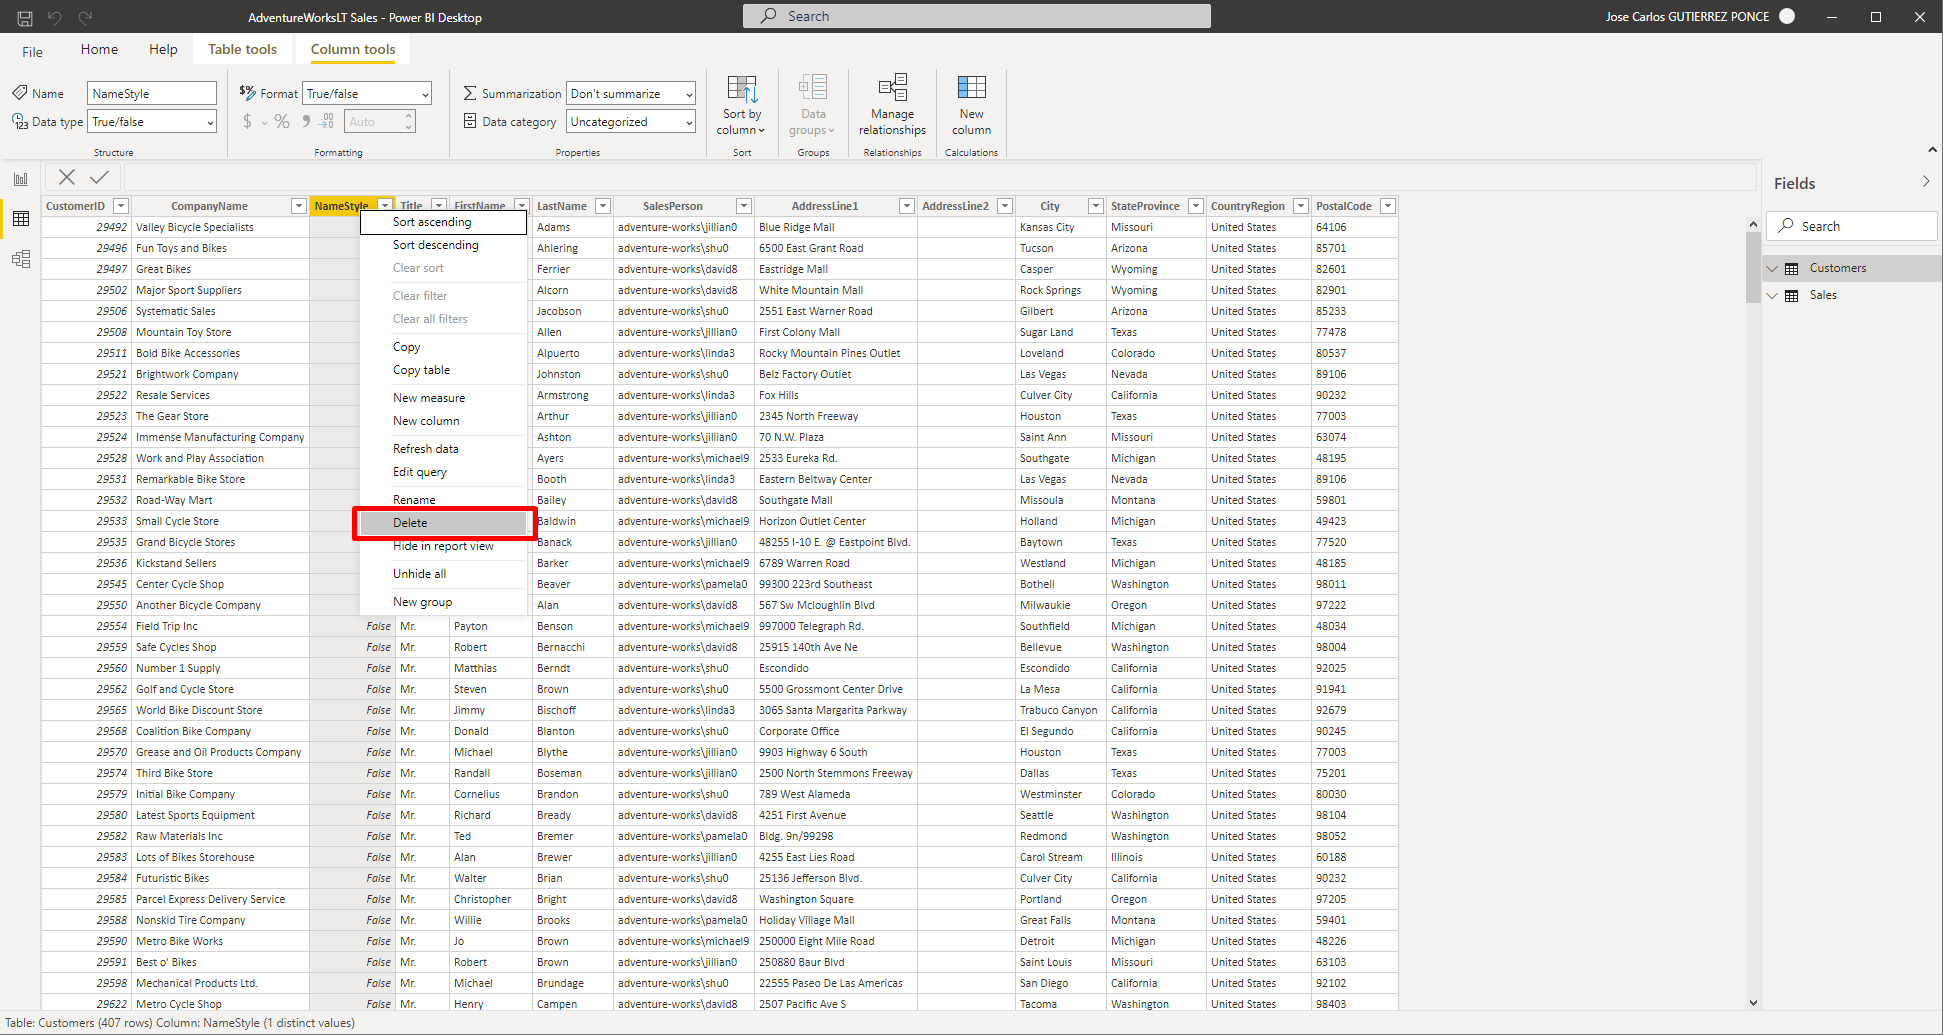 AdventureWorksLT Sales - Power BI Desktop
Search
Jose Carlos GUTIERREZ PONCE
File Home Help Table tools Column tools
Name NameStyle
Data type True/false
Structure
Format True/false
$ % 9 .00 Auto
Formatting
Summarization Don't summarize
Data category Uncategorized
Properties
Sort by
column
Sort
Data
groups
Groups
Manage
relationships
Relationships
New
column
Calculations
CustomerID CompanyName NameStyle Title FirstName LastName SalesPerson AddressLine1 AddressLine2 City StateProvince CountryRegion PostalCode
29492 Valley Bicycle Specialists Adams adventure-works\jillian0 Blue Ridge Mall Kansas City Missouri United States 64106
29496 Fun Toys and Bikes Ahlering adventure-works\shu0 6500 East Grant Road Tucson Arizona United States 85701
29497 Great Bikes Ferrier adventure-works\david8 Eastridge Mall Casper Wyoming United States 82601
29502 Major Sport Suppliers Alcorn adventure-works\david8 White Mountain Mall Rock Springs Wyoming United States 82901
29506 Systematic Sales Jacobson adventure-works\shu0 2551 East Warner Road Gilbert Arizona United States 85233
29508 Mountain Toy Store Allen adventure-works\jillian0 First Colony Mall Sugar Land Texas United States 77478
29511 Bold Bike Accessories Alpuerto adventure-works\linda3 Rocky Mountain Pines Outlet Loveland Colorado United States 80537
29521 Brightwork Company Johnston adventure-works\shu0 Belz Factory Outlet Las Vegas Nevada United States 89106
29522 Resale Services Armstrong adventure-works\linda3 Fox Hills Culver City California United States 90232
29523 The Gear Store Arthur adventure-works\jillian0 2345 North Freeway Houston Texas United States 77003
29524 Immense Manufacturing Company Ashton adventure-works\jillian0 70 N.W. Plaza Saint Ann Missouri United States 63074
29528 Work and Play Association Ayers adventure-works\michael9 2533 Eureka Rd. Southgate Michigan United States 48195
29531 Remarkable Bike Store Booth adventure-works\linda3 Eastern Beltway Center Las Vegas Nevada United States 89106
29532 Road-Way Mart Bailey adventure-works\david8 Southgate Mall Missoula Montana United States 59801
29533 Small Cycle Store Baldwin adventure-works\michael9 Horizon Outlet Center Holland Michigan United States 49423
29535 Grand Bicycle Stores Banack adventure-works\jillian0 48255 I-10 E. @ Eastpoint Blvd. Baytown Texas United States 77520
29536 Kickstand Sellers Barker adventure-works\michael9 6789 Warren Road Westland Michigan United States 48185
29545 Center Cycle Shop Beaver adventure-works\pamela0 99300 223rd Southeast Bothell Washington United States 98011
29550 Another Bicycle Company Alan adventure-works\david8 567 Sw Mcloughlin Blvd Milwaukie Oregon United States 97222
29554 Field Trip Inc False Mr. Payton Benson adventure-works\michael9 997000 Telegraph Rd. Southfield Michigan United States 48034
29559 Safe Cycles Shop False Mr. Robert Bernacchi adventure-works\david8 25915 140th Ave Ne Bellevue Washington United States 98004
29560 Number 1 Supply False Mr. Matthias Berndt adventure-works\shu0 Escondido Escondido California United States 92025
29562 Golf and Cycle Store False Mr. Steven Brown adventure-works\shu0 5500 Grossmont Center Drive La Mesa California United States 91941
29565 World Bike Discount Store False Mr. Jimmy Bischoff adventure-works\linda3 3065 Santa Margarita Parkway Trabuco Canyon California United States 92679
29568 Coalition Bike Company False Mr. Donald Blanton adventure-works\shu0 Corporate Office El Segundo California United States 90245
29570 Grease and Oil Products Company False Mr. Michael Blythe adventure-works\jillian0 9903 Highway 6 South Houston Texas United States 77003
29574 Third Bike Store False Mr. Randall Boseman adventure-works\jillian0 2500 North Stemmons Freeway Dallas Texas United States 75201
29579 Initial Bike Company False Mr. Cornelius Brandon adventure-works\shu0 789 West Alameda Westminster Colorado United States 80030
29580 Latest Sports Equipment False Mr. Richard Bready adventure-works\david8 4251 First Avenue Seattle Washington United States 98104
29582 Raw Materials Inc False Mr. Ted Bremer adventure-works\pamela0 Bldg. 9n/99298 Redmond Washington United States 98052
29583 Lots of Bikes Storehouse False Mr. Alan Brewer adventure-works\jillian0 4255 East Lies Road Carol Stream Illinois United States 60188
29584 Futuristic Bikes False Mr. Walter Brian adventure-works\shu0 25136 Jefferson Blvd. Culver City California United States 90232
29585 Parcel Express Delivery Service False Mr. Christopher Bright adventure-works\david8 Washington Square Portland Oregon United States 97205
29588 Nonskid Tire Company False Mr. Willie Brooks adventure-works\pamela0 Holiday Village Mall Great Falls Montana United States 59401
29590 Metro Bike Works False Mr. Jo Brown adventure-works\michael9 250000 Eight Mile Road Detroit Michigan United States 48226
29591 Best o' Bikes False Mr. Robert Brown adventure-works\jillian0 250880 Baur Blvd Saint Louis Missouri United States 63103
29598 Mechanical Products Ltd. False Mr. Michael Brundage adventure-works\shu0 22555 Paseo De Las Americas San Diego California United States 92102
29622 Metro Cycle Shop False Mr. Henry Campen adventure-works\david8 2507 Pacific Ave S Tacoma Washington United States 98403
Sort ascending
Sort descending
Clear sort
Clear filter
Clear all filters
Copy
Copy table
New measure
New column
Refresh data
Edit query
Rename
Delete
Hide in report view
Unhide all
New group
Fields
Search
Customers
Sales
Table: Customers (407 rows) Column: NameStyle (1 distinct values)